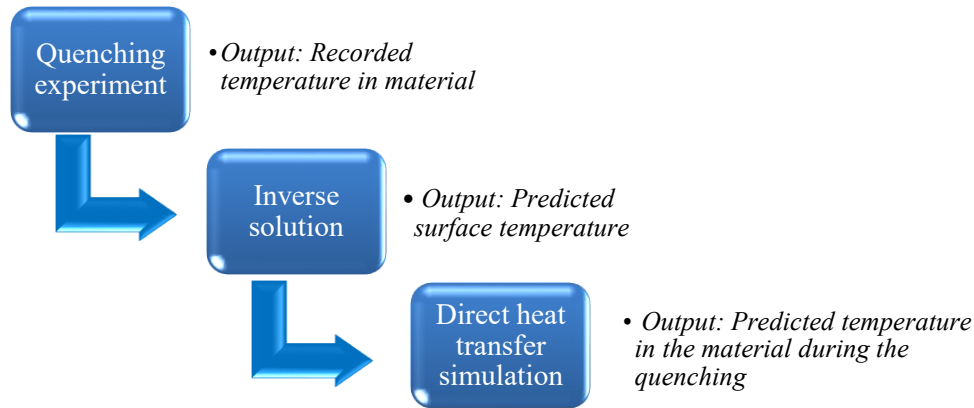 Quenching
experiment
•Output: Recorded
temperature in material
Inverse
solution
• Output: Predicted
surface temperature
Direct heat
transfer
simulation
• Output: Predicted temperature
in the material during the
quenching